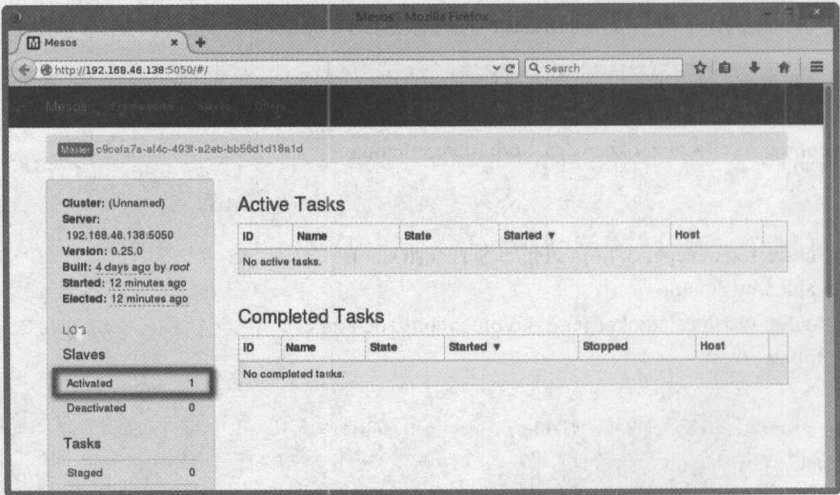 Mesos - Mozilla Firefox
M Mesos × +
http://192.168.46.138:5050/#/ Search
Mesos Frameworks Slaves Offers
Master c9cefa7a-af4c-493f-a2eb-bb56d1d18a1d
Cluster: (Unnamed)
Server:
192.168.46.138:5050
Version: 0.25.0
Built: 4 days ago by root
Started: 12 minutes ago
Elected: 12 minutes ago
LOG
Slaves
Activated 1
Deactivated 0
Tasks
Staged 0
Active Tasks
ID Name State Started ▼ Host
No active tasks.
Completed Tasks
ID Name State Started ▼ Stopped Host
No completed tasks.